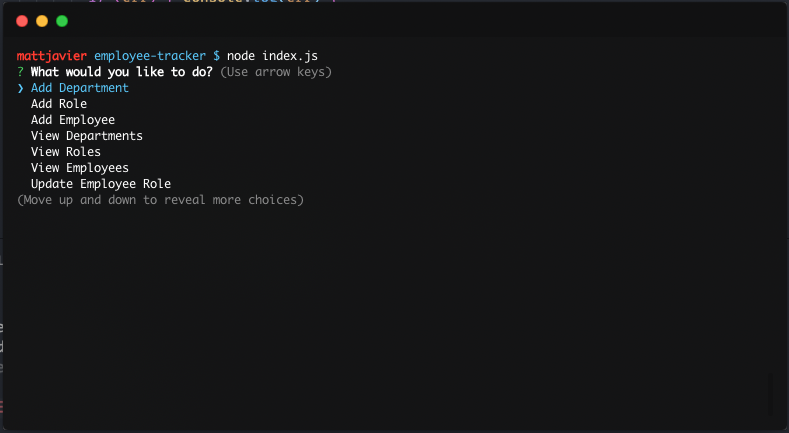 mattjavier employee-tracker $ node index.js
? What would you like to do? (Use arrow keys)
❯ Add Department
Add Role
Add Employee
View Departments
View Roles
View Employees
Update Employee Role
(Move up and down to reveal more choices)